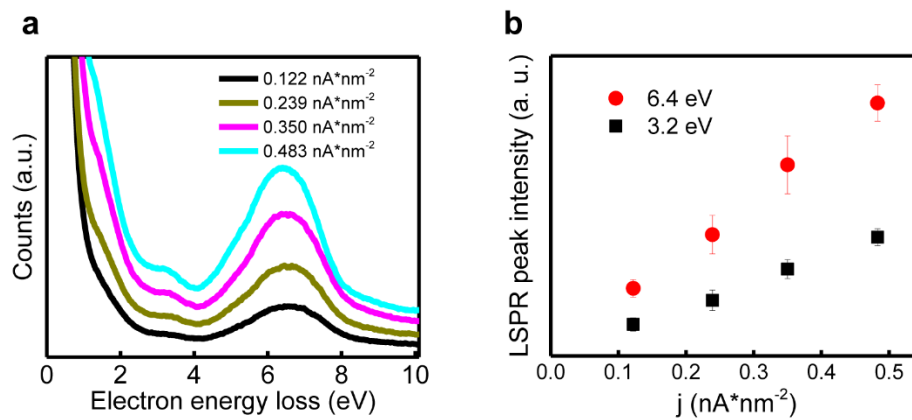 a
Counts (a.u.)
0.122 nA*nm-2
0.239 nA*nm-2
0.350 nA*nm-2
0.483 nA*nm-2
0 2 4 6 8 10
Electron energy loss (eV)
b
LSPR peak intensity (a. u.)
6.4 eV
3.2 eV
0.0 0.1 0.2 0.3 0.4 0.5
j (nA*nm-2)